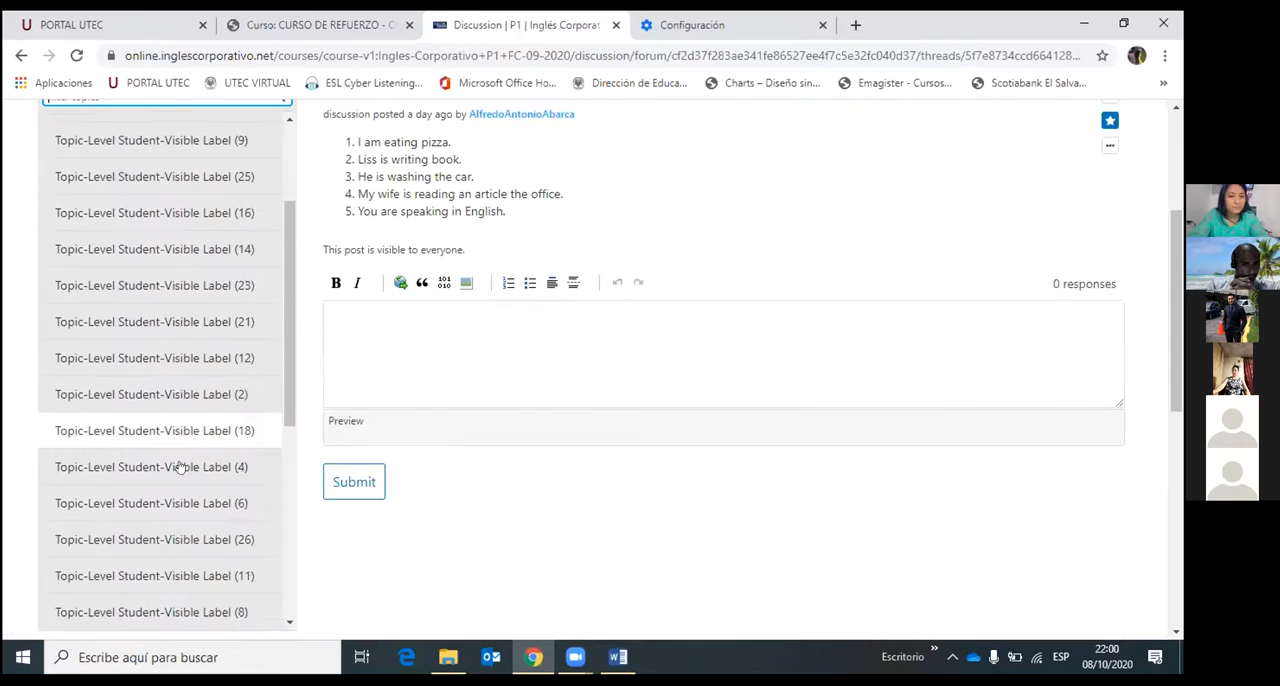 PORTAL UTEC
Curso: CURSO DE REFUERZO - C
Discussion | P1 | Inglés Corporat
Configuración
online.inglescorporativo.net/courses/course-v1:Ingles-Corporativo+P1+FC-09-2020/discussion/forum/cf2d37f283ae341fe86527ee4f7c5e32fc040d37/threads/5f7e8734ccd664128...
Aplicaciones
PORTAL UTEC
UTEC VIRTUAL
ESL Cyber Listening...
Microsoft Office Ho...
Dirección de Educa...
Charts – Diseño sin...
Emagister - Cursos...
Scotiabank El Salva...
Topic-Level Student-Visible Label (9)
Topic-Level Student-Visible Label (25)
Topic-Level Student-Visible Label (16)
Topic-Level Student-Visible Label (14)
Topic-Level Student-Visible Label (23)
Topic-Level Student-Visible Label (21)
Topic-Level Student-Visible Label (12)
Topic-Level Student-Visible Label (2)
Topic-Level Student-Visible Label (18)
Topic-Level Student-Visible Label (4)
Topic-Level Student-Visible Label (6)
Topic-Level Student-Visible Label (26)
Topic-Level Student-Visible Label (11)
Topic-Level Student-Visible Label (8)
discussion posted a day ago by AlfredoAntonioAbarca
1. I am eating pizza.
2. Liss is writing book.
3. He is washing the car.
4. My wife is reading an article the office.
5. You are speaking in English.
This post is visible to everyone.
B I
101 010
0 responses
Preview
Submit
Escribe aquí para buscar
Escritorio
ESP
22:00
08/10/2020